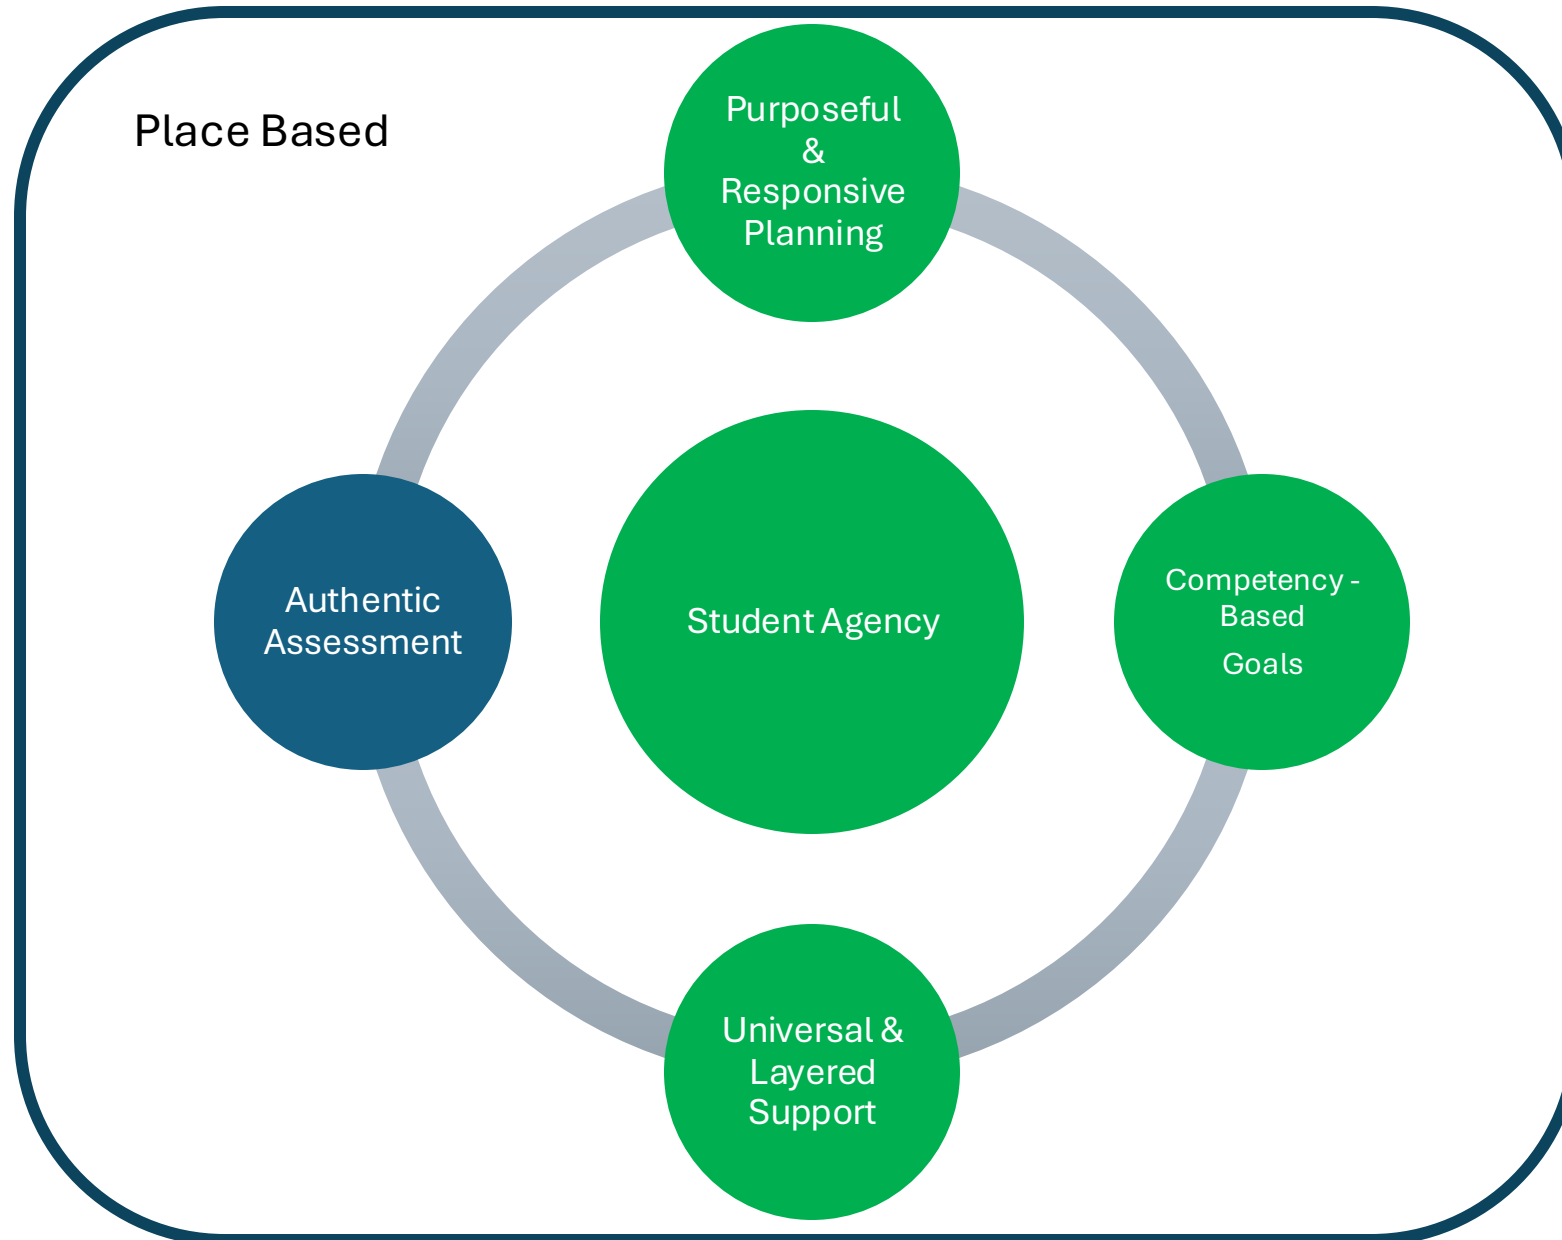 Place Based
Purposeful
&
Responsive
Planning
Authentic
Assessment
Student Agency
Competency -
Based
Goals
Universal &
Layered
Support